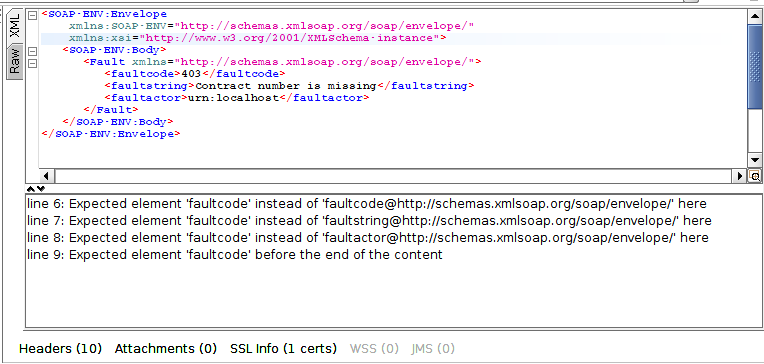 XML
Raw
<SOAP-ENV:Envelope
xmlns:SOAP-ENV="http://schemas.xmlsoap.org/soap/envelope/"
xmlns:xsi="http://www.w3.org/2001/XMLSchema-instance">
<SOAP-ENV:Body>
<Fault xmlns="http://schemas.xmlsoap.org/soap/envelope/">
<faultcode>403</faultcode>
<faultstring>Contract number is missing</faultstring>
<faultactor>urn:localhost</faultactor>
</Fault>
</SOAP-ENV:Body>
</SOAP-ENV:Envelope>
line 6: Expected element 'faultcode' instead of 'faultcode@http://schemas.xmlsoap.org/soap/envelope/' here
line 7: Expected element 'faultcode' instead of 'faultstring@http://schemas.xmlsoap.org/soap/envelope/' here
line 8: Expected element 'faultcode' instead of 'faultactor@http://schemas.xmlsoap.org/soap/envelope/' here
line 9: Expected element 'faultcode' before the end of the content
Headers (10) Attachments (0) SSL Info (1 certs) WSS (0) JMS (0)